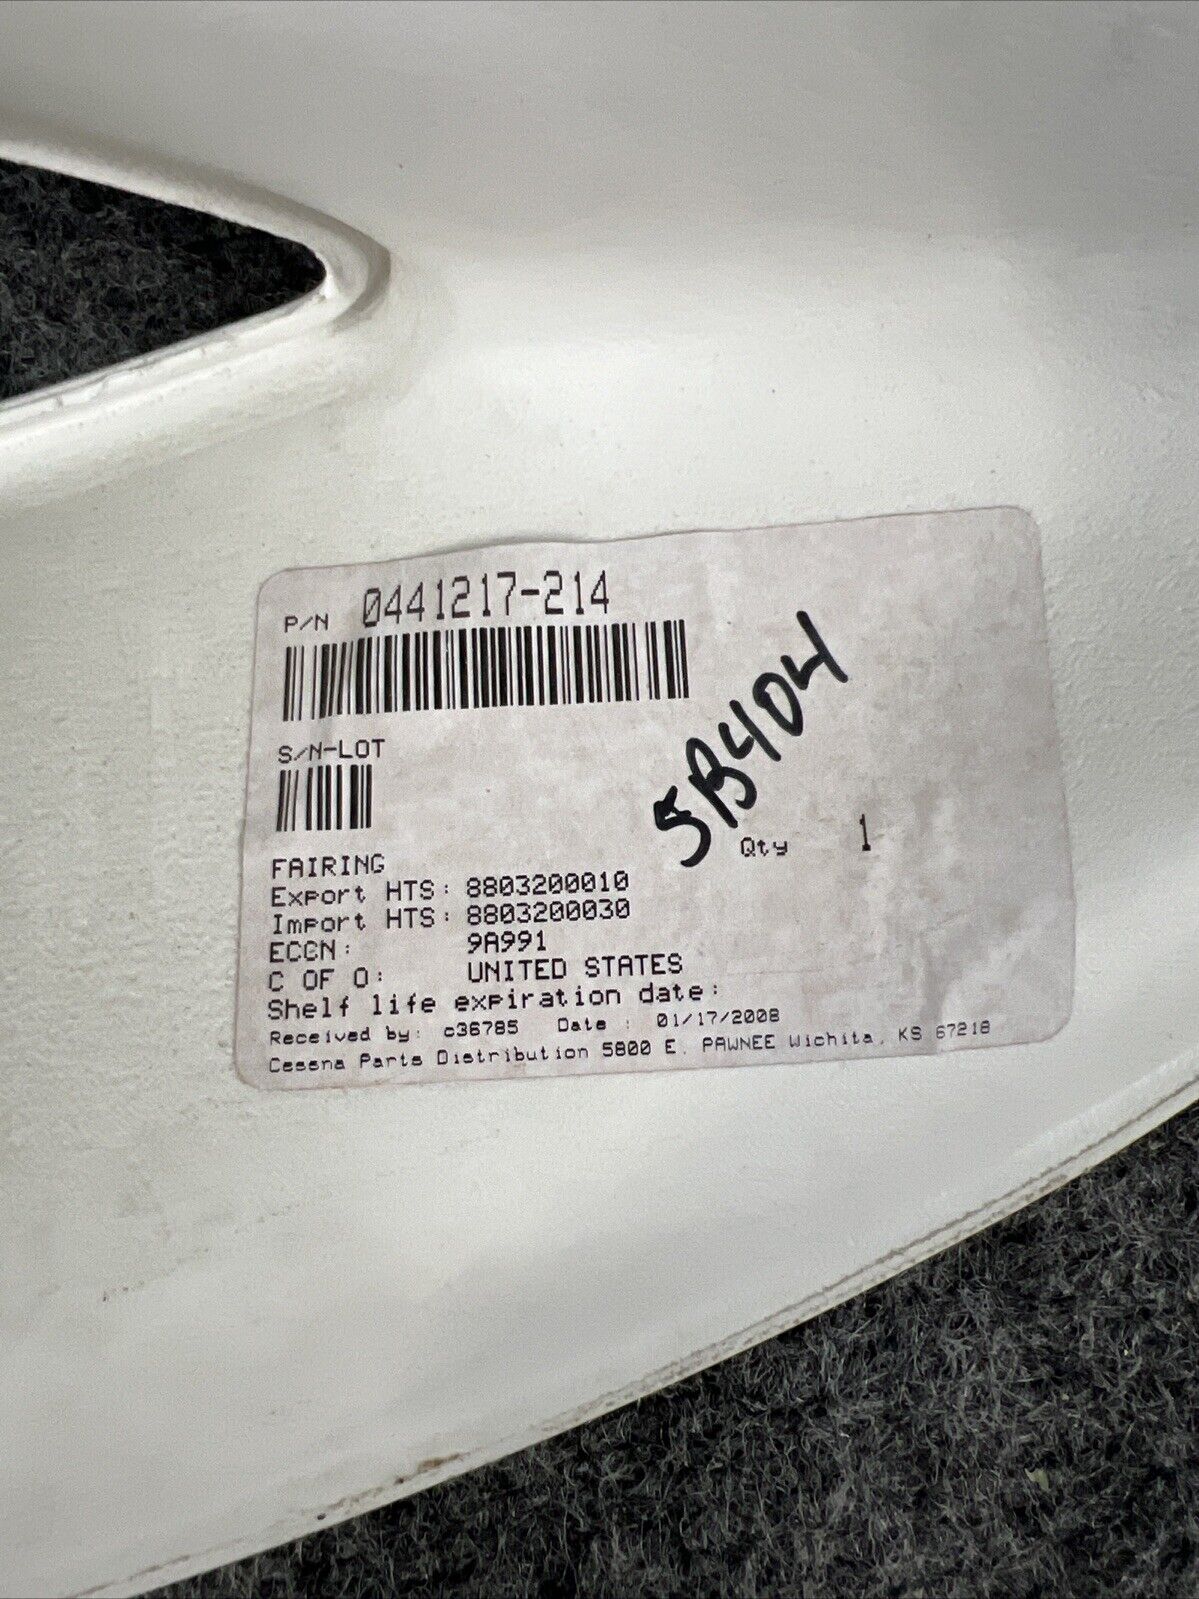 P/N 0441217-214
S/N-LOT
5B404
Qty 1
FAIRING
Export HTS: 8803200010
Import HTS: 8803200030
ECCN: 9A991
C OF O: UNITED STATES
Shelf life expiration date:
Received by: c36785 Date : 01/17/2008
Cessna Parts Distribution 5800 E. PAWNEE Wichita, KS 67218